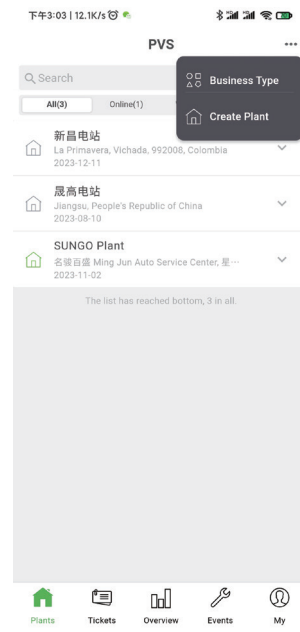 下午3:03 | 12.1K/s
PVS
Search
Business Type
All(3)
Online(1)
Create Plant
新昌电站
La Primavera, Vichada, 992008, Colombia
2023-12-11
晟高电站
Jiangsu, People's Republic of China
2023-08-10
SUNGO Plant
名骏百盛 Ming Jun Auto Service Center, 星…
2023-11-02
The list has reached bottom, 3 in all.
Plants
Tickets
Overview
Events
My